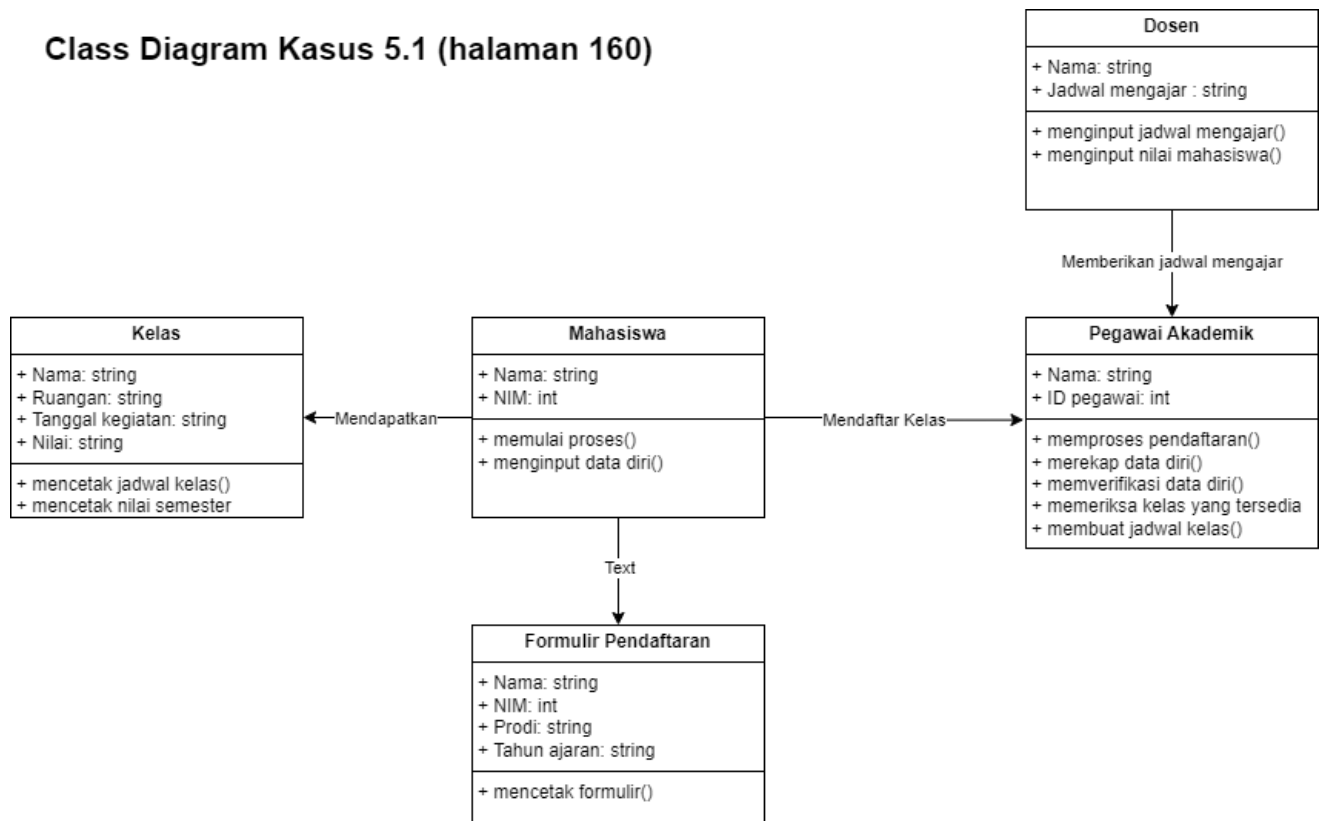 Class Diagram Kasus 5.1 (halaman 160)
Dosen
+ Nama: string
+ Jadwal mengajar : string
+ menginput jadwal mengajar()
+ menginput nilai mahasiswa()
Memberikan jadwal mengajar
Kelas
+ Nama: string
+ Ruangan: string
+ Tanggal kegiatan: string
+ Nilai: string
+ mencetak jadwal kelas()
+ mencetak nilai semester
Mendapatkan
Mahasiswa
+ Nama: string
+ NIM: int
+ memulai proses()
+ menginput data diri()
Mendaftar Kelas
Pegawai Akademik
+ Nama: string
+ ID pegawai: int
+ memproses pendaftaran()
+ merekap data diri()
+ memverifikasi data diri()
+ memeriksa kelas yang tersedia
+ membuat jadwal kelas()
Text
Formulir Pendaftaran
+ Nama: string
+ NIM: int
+ Prodi: string
+ Tahun ajaran: string
+ mencetak formulir()